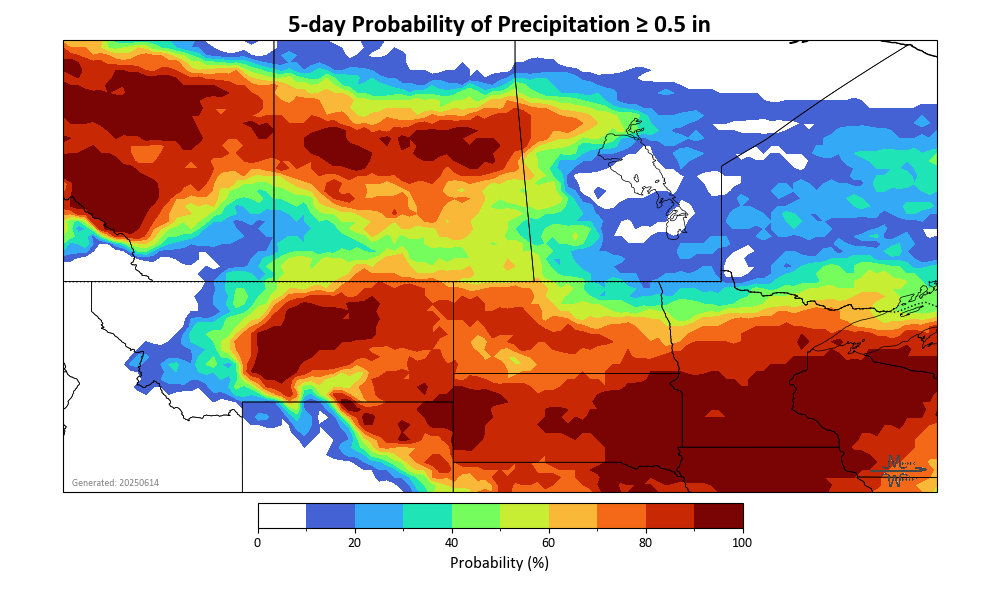 5-day Probability of Precipitation ≥ 0.5 in
Generated: 20250614
0 20 40 60 80 100
Probability (%)